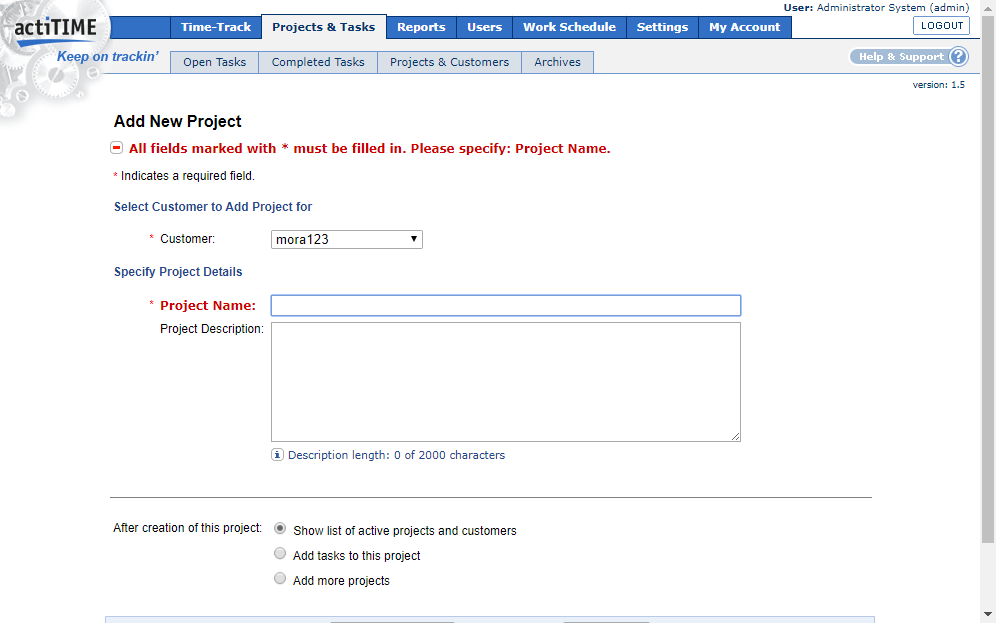 User: Administrator System (admin)
actiTIME
Time-Track Projects & Tasks Reports Users Work Schedule Settings My Account LOGOUT
Keep on trackin'
Open Tasks Completed Tasks Projects & Customers Archives Help & Support ?
version: 1.5
Add New Project
All fields marked with * must be filled in. Please specify: Project Name.
* Indicates a required field.
Select Customer to Add Project for
* Customer: mora123
Specify Project Details
* Project Name:
Project Description:
i Description length: 0 of 2000 characters
After creation of this project: Show list of active projects and customers
Add tasks to this project
Add more projects